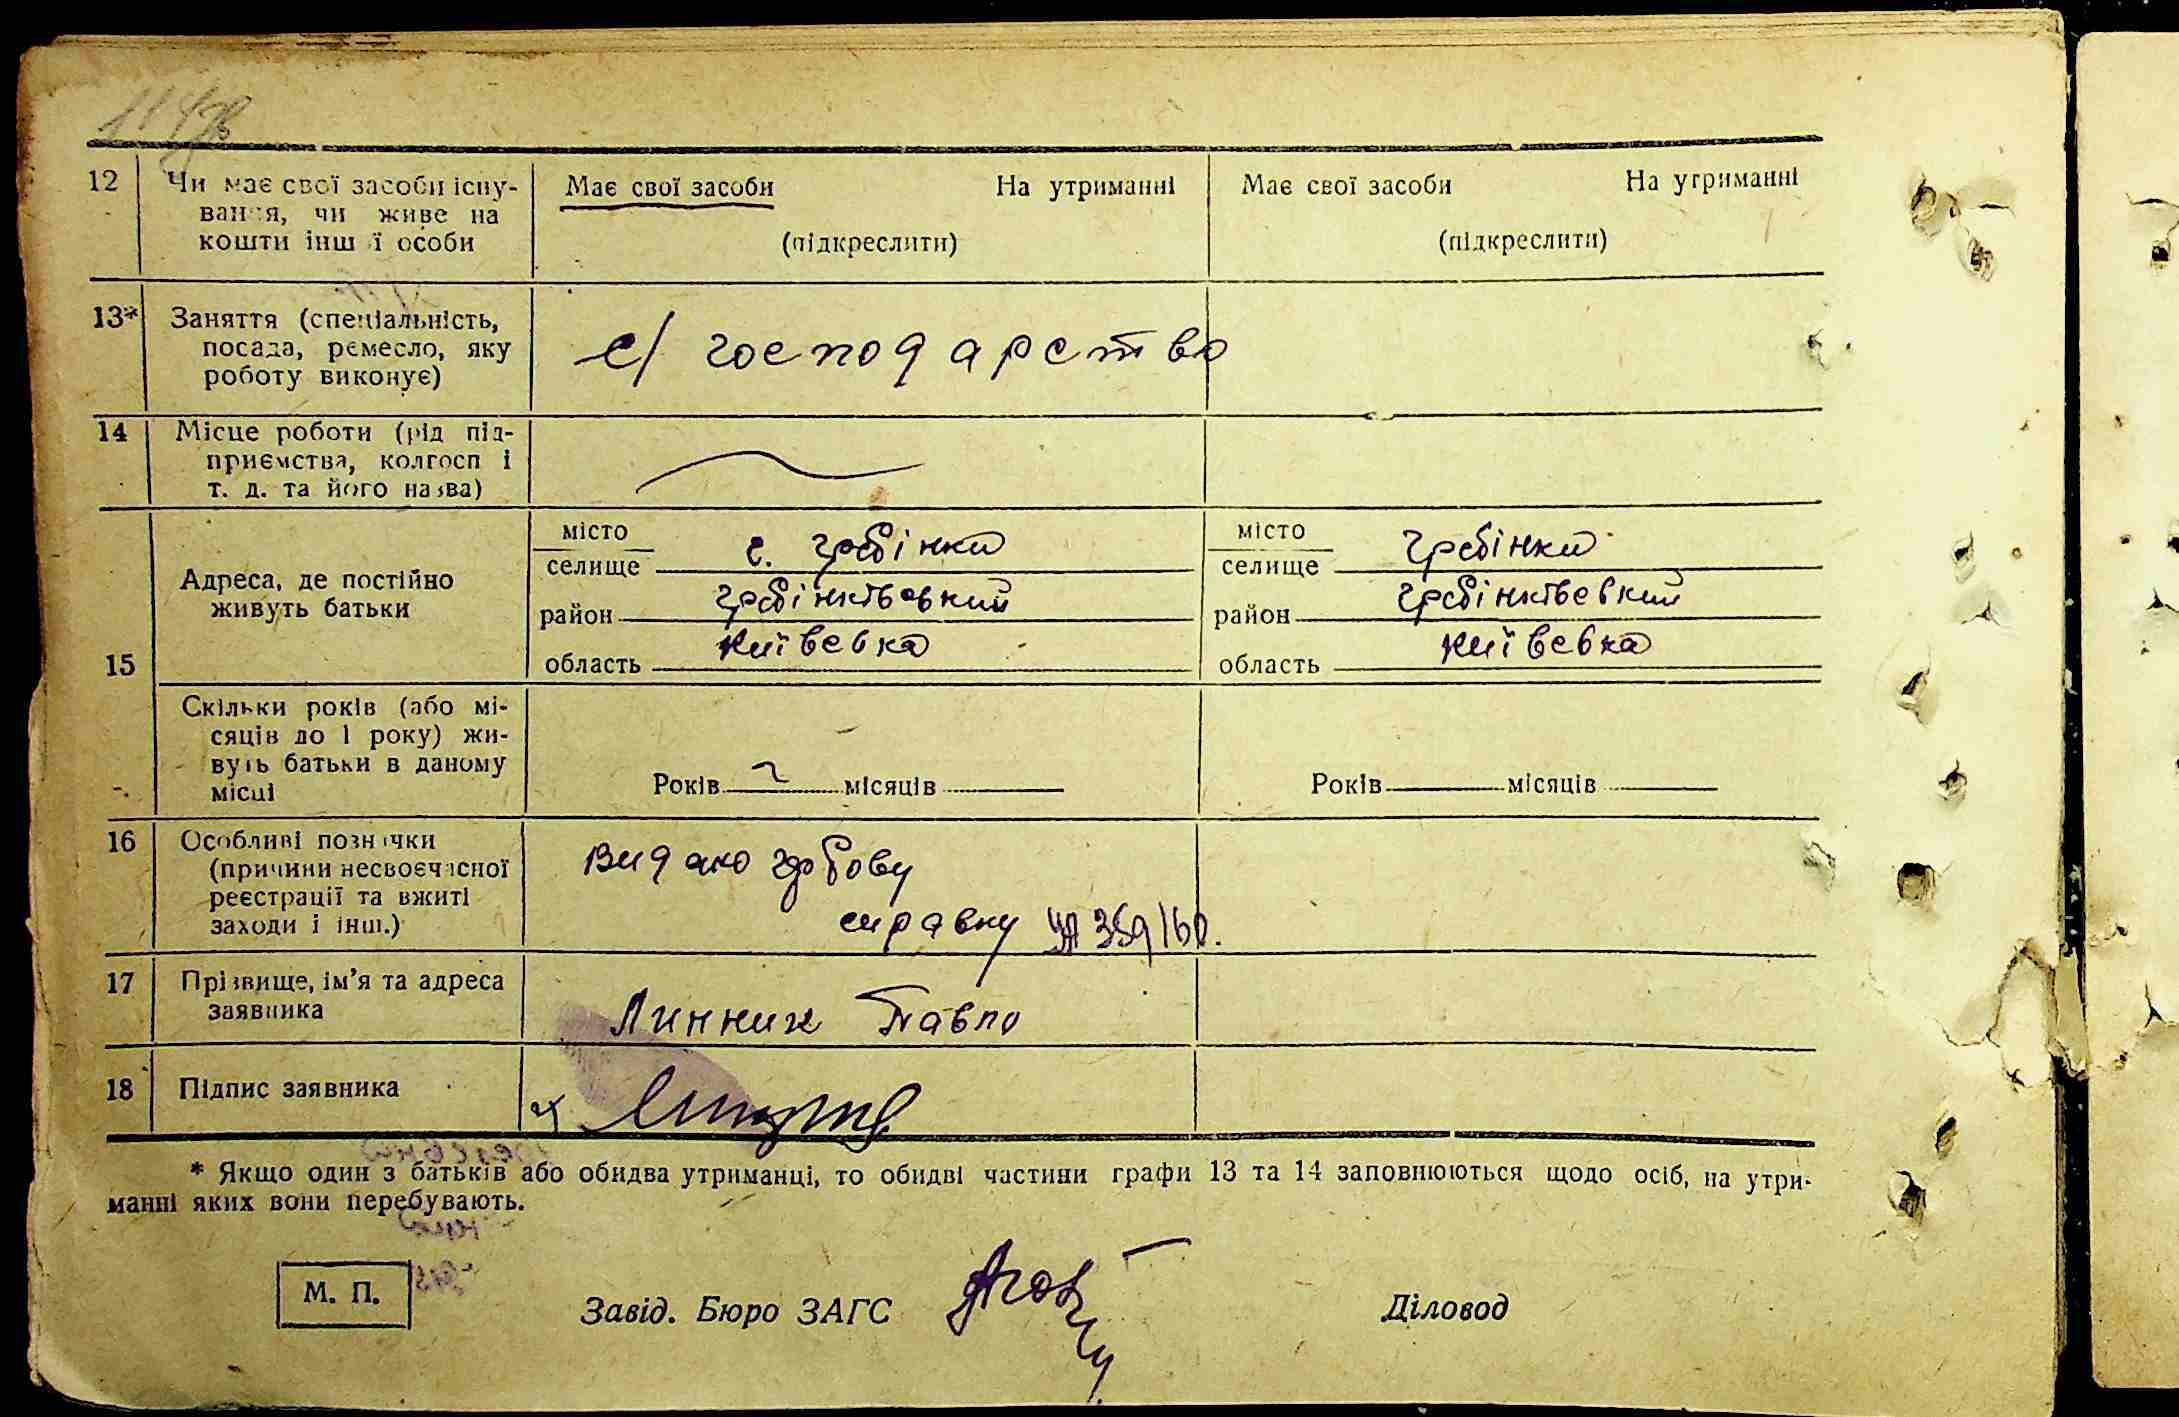 12 Чи має свої засоби існу-
вання, чи живе на
кошти інш ї особи
Має свої засоби На утриманні
(підкреслити)
Має свої засоби На утриманні
(підкреслити)
13* Заняття (спеціальність,
посада, ремесло, яку
роботу виконує)
с/ господарство
14 Місце роботи (рід під-
приємства, колгосп і
т. д. та його назва)
15 Адреса, де постійно
живуть батьки
місто
селище с. Гребінки
район Гребінківський
область Київська
місто
селище Гребінки
район Гребінківський
область Київська
Скільки років (або мі-
сяців до 1 року) жи-
вуть батьки в даному
місці
Років місяців
Років місяців
16 Особливі позначки
(причини несвоєчасної
реєстрації та вжиті
заходи і інш.)
Видано гербову
справку
17 Прізвище, ім'я та адреса
заявника
Линник Павло
18 Підпис заявника
* Якщо один з батьків або обидва утриманці, то обидві частини графи 13 та 14 заповнюються щодо осіб, на утри-
манні яких вони перебувають.
М. П.
Завід. Бюро ЗАГС
Діловод